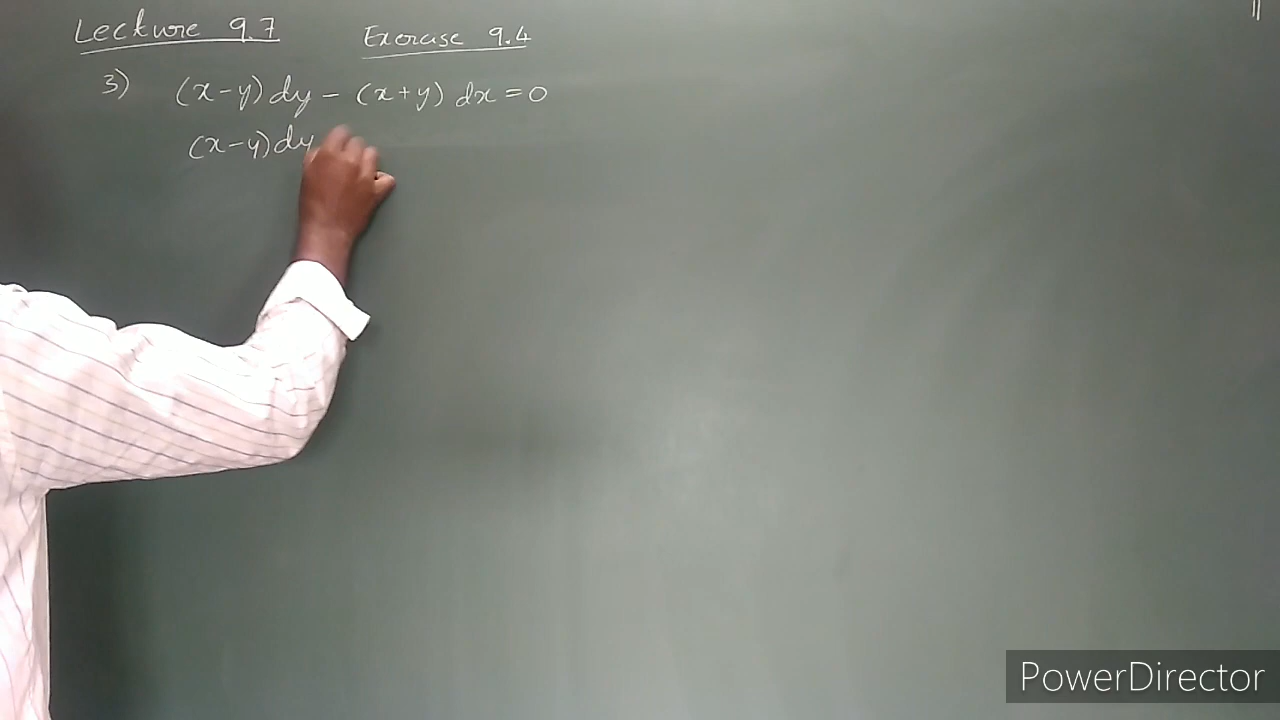 Lecture 9.7 Exercise 9.4
3) (x-y) dy - (x+y) dx = 0
(x-y) dy
PowerDirector